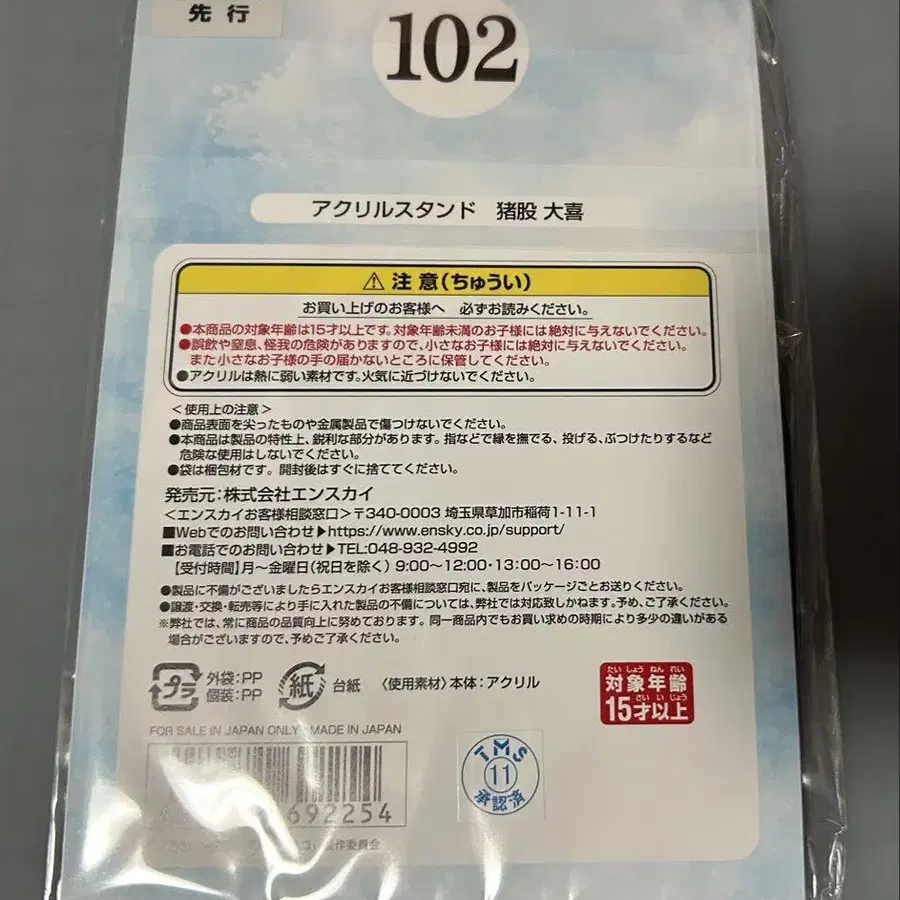 先 行
102
アクリルスタンド　猪股 大喜
⚠ 注 意(ちゅうい)
お買い上げのお客様へ　必ずお読みください。
●本商品の対象年齢は15才以上です。対象年齢未満のお子様には絶対に与えないでください。
●誤飲や窒息、怪我の危険がありますので、小さなお子様には絶対に与えないでください。
また小さなお子様の手の届かないところに保管してください。
●アクリルは熱に弱い素材です。火気に近づけないでください。
＜使用上の注意＞
●商品表面を尖ったものや金属製品で傷つけないでください。
●本商品は製品の特性上、鋭利な部分があります。指などで縁を撫でる、投げる、ぶつけたりするなど
危険な使用はしないでください。
●袋は梱包材です。開封後はすぐに捨ててください。
発売元：株式会社エンスカイ
＜エンスカイお客様相談窓口＞〒340-0003 埼玉県草加市稲荷1-11-1
■Webでのお問い合わせ▶https://www.ensky.co.jp/support/
■お電話でのお問い合わせ▶TEL:048-932-4992
【受付時間】月〜金曜日(祝日を除く) 9:00〜12:00・13:00〜16:00
●製品に不備がございましたらエンスカイお客様相談窓口宛に、製品をパッケージごとお送りください。
●譲渡・交換・転売等により手に入れた製品の不備については、弊社では対応致しかねます。予め、ご了承ください。
※弊社では、常に商品の品質向上に努めております。同一商品内でもお買い求めの時期により多少の違いがある
場合がございますので、予めご了承ください。
プラ 外袋：PP
個装：PP
紙 台紙
〈使用素材〉本体：アクリル
たいしょうねんれい
対象年齢
さいいじょう
15才以上
FOR SALE IN JAPAN ONLY MADE IN JAPAN
692254
TMS
11
承認済
製作委員会